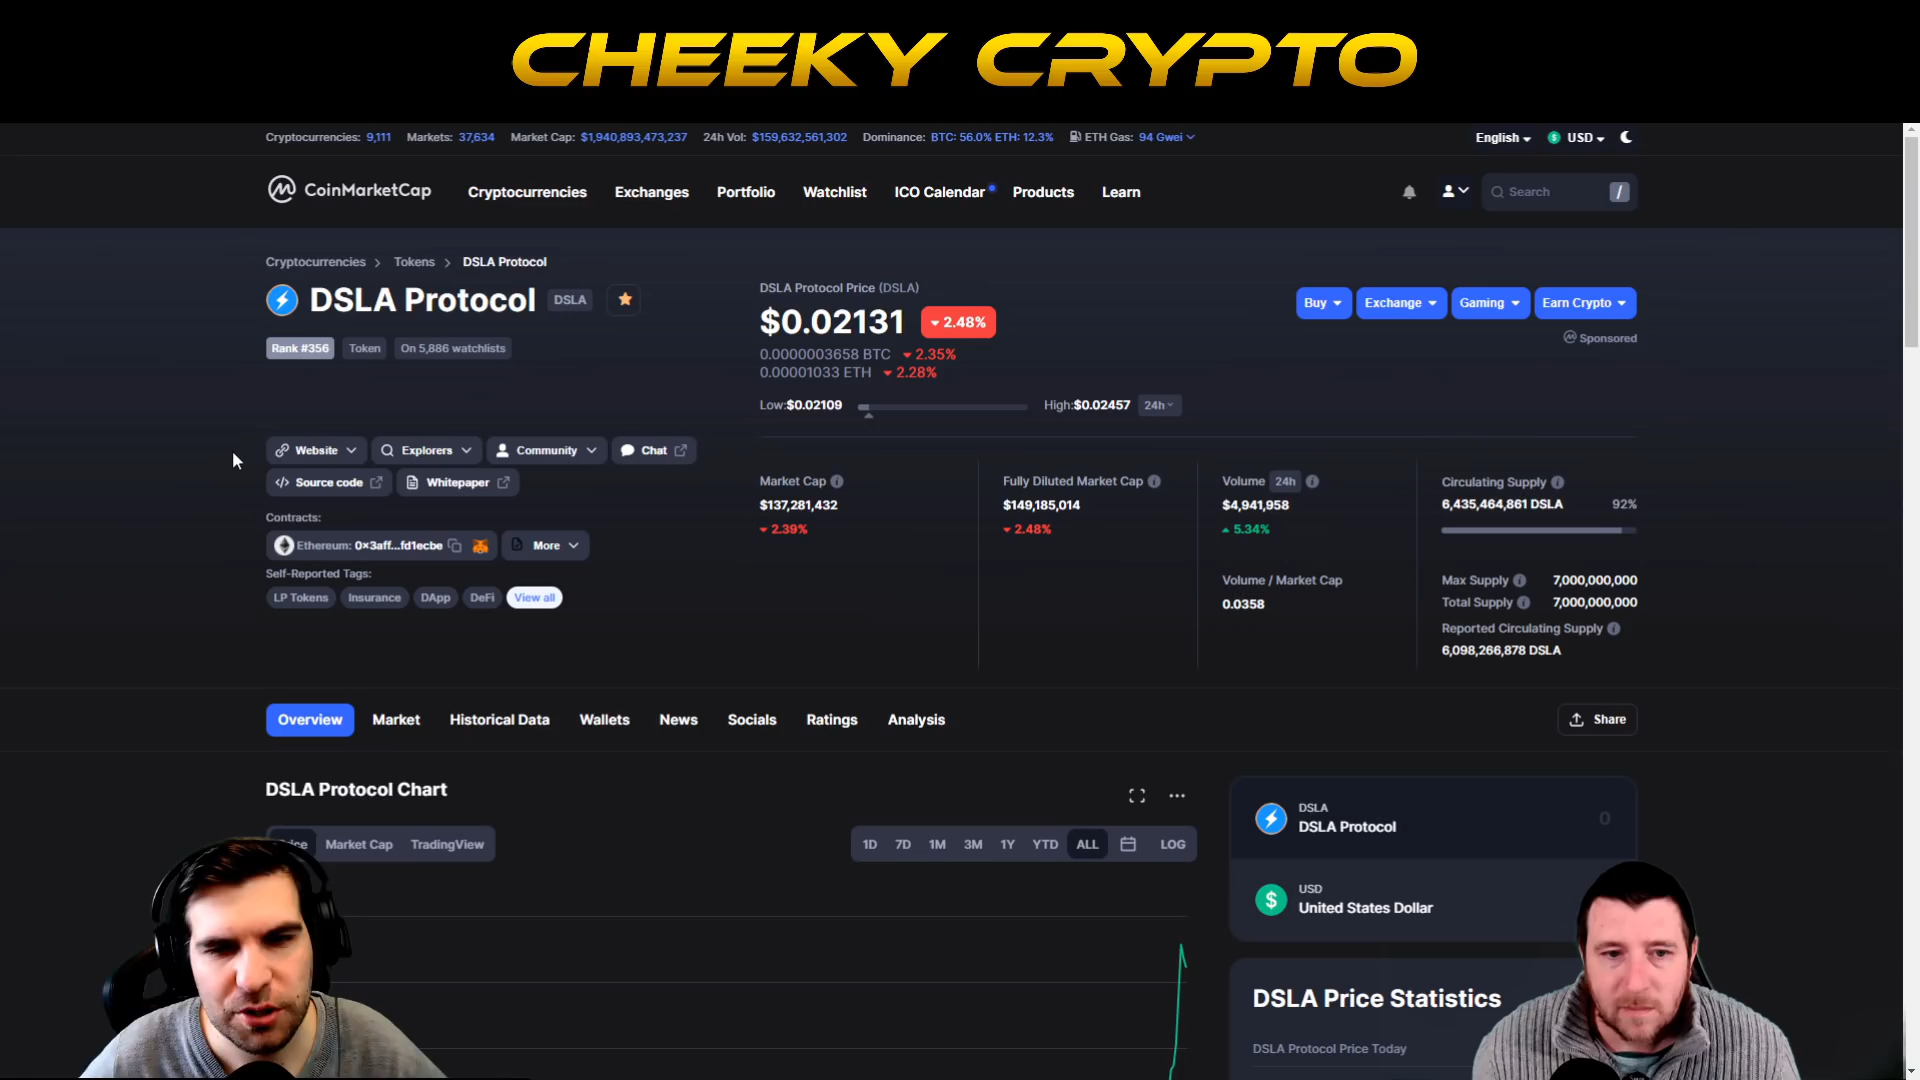 CHEEKY CRYPTO
Cryptocurrencies: 9,111 Markets: 37,634 Market Cap: $1,940,893,473,237 24h Vol: $159,632,561,302 Dominance: BTC: 56.0% ETH: 12.3% ETH Gas: 94 Gwei English USD
CoinMarketCap Cryptocurrencies Exchanges Portfolio Watchlist ICO Calendar Products Learn Search /
Cryptocurrencies > Tokens > DSLA Protocol
DSLA Protocol DSLA
Rank #356 Token On 5,886 watchlists
DSLA Protocol Price (DSLA)
$0.02131 2.48%
0.0000003658 BTC 2.35%
0.00001033 ETH 2.28%
Low:$0.02109 High:$0.02457 24h
Buy Exchange Gaming Earn Crypto
Sponsored
Website Explorers Community Chat
Source code Whitepaper
Contracts:
Ethereum: 0x3aff...fd1ecbe More
Self-Reported Tags:
LP Tokens Insurance DApp DeFi View all
Market Cap
$137,281,432
2.39%
Fully Diluted Market Cap
$149,185,014
2.48%
Volume 24h
$4,941,958
5.34%
Volume / Market Cap
0.0358
Circulating Supply
6,435,464,861 DSLA 92%
Max Supply 7,000,000,000
Total Supply 7,000,000,000
Reported Circulating Supply
6,098,266,878 DSLA
Overview Market Historical Data Wallets News Socials Ratings Analysis Share
DSLA Protocol Chart
Market Cap TradingView
1D 7D 1M 3M 1Y YTD ALL LOG
DSLA
DSLA Protocol 0
USD
United States Dollar
DSLA Price Statistics
DSLA Protocol Price Today